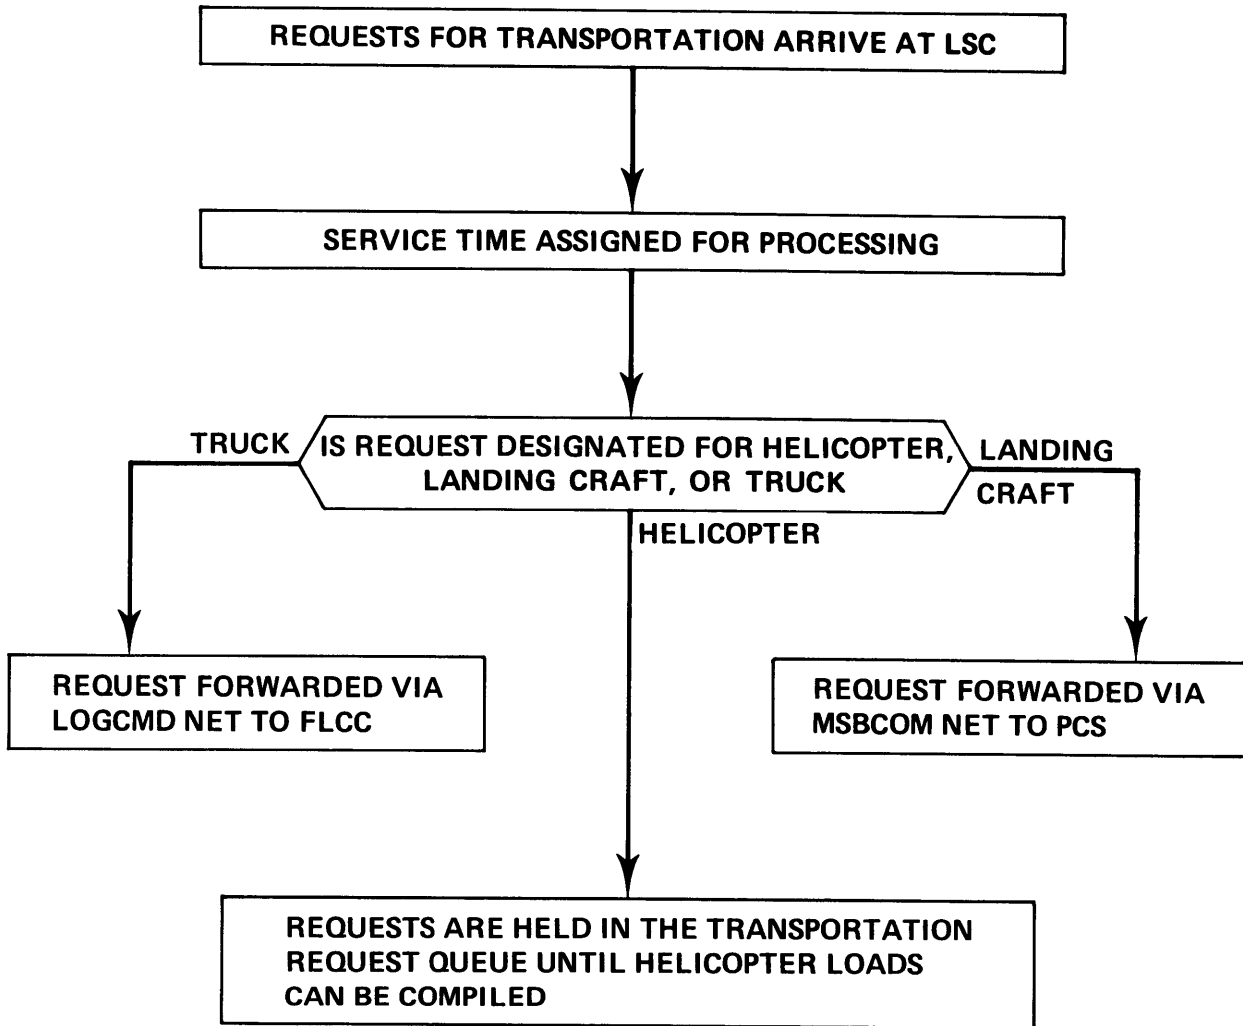 REQUESTS FOR TRANSPORTATION ARRIVE AT LSC
SERVICE TIME ASSIGNED FOR PROCESSING
TRUCK
IS REQUEST DESIGNATED FOR HELICOPTER,
LANDING CRAFT, OR TRUCK
LANDING
CRAFT
HELICOPTER
REQUEST FORWARDED VIA
LOGCMD NET TO FLCC
REQUEST FORWARDED VIA
MSBCOM NET TO PCS
REQUESTS ARE HELD IN THE TRANSPORTATION
REQUEST QUEUE UNTIL HELICOPTER LOADS
CAN BE COMPILED